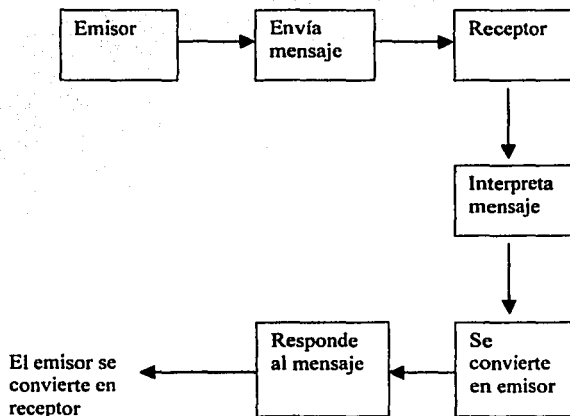 Emisor
Envía
mensaje
Receptor
Interpreta
mensaje
Se
convierte
en emisor
Responde
al mensaje
El emisor se
convierte en
receptor